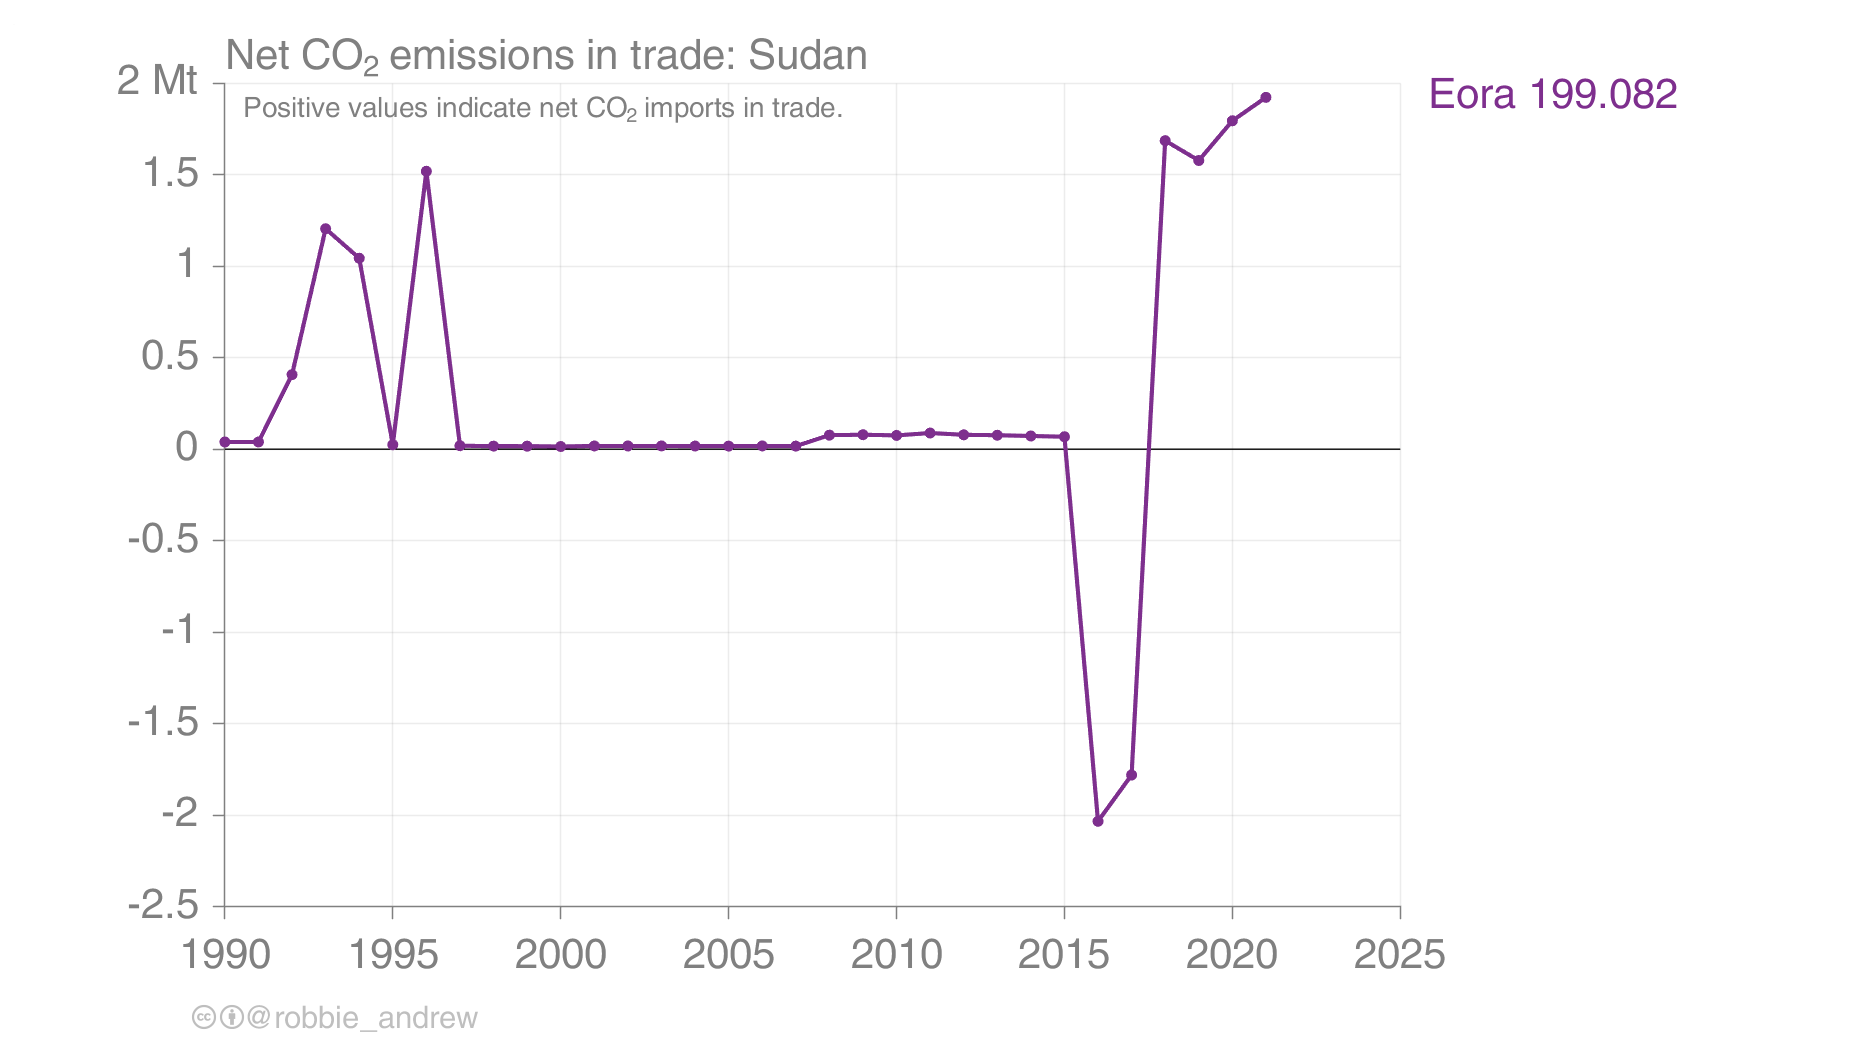 Net CO₂ emissions in trade: Sudan
2 Mt
Positive values indicate net CO₂ imports in trade.
Eora 199.082
1.5
1
0.5
0
-0.5
-1
-1.5
-2
-2.5
1990 1995 2000 2005 2010 2015 2020 2025
@robbie_andrew